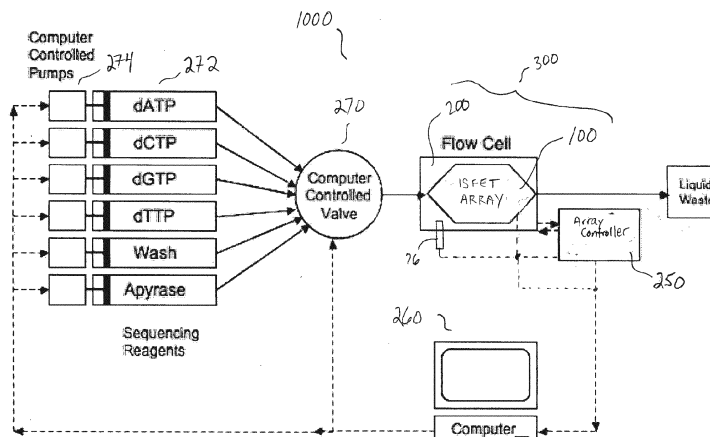 Computer
Controlled
Pumps
274
272
1000
300
dATP
dCTP
dGTP
dTTP
Wash
Apyrase
Sequencing
Reagents
270
Computer
Controlled
Valve
200
100
Flow Cell
ISFET
ARRAY
Liquid
Waste
Array
Controller
76
250
260
Computer